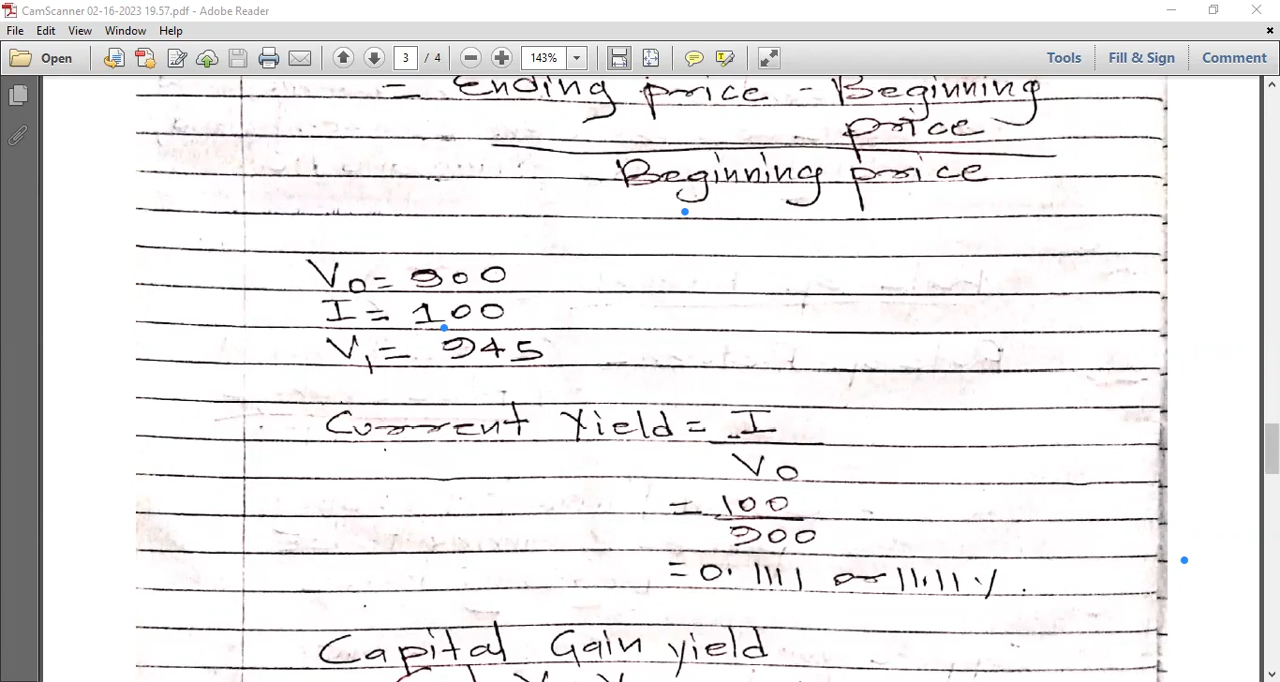 CamScanner 02-16-2023 19.57.pdf - Adobe Reader
File Edit View Window Help
Open 3 / 4 143% Tools Fill & Sign Comment
= Ending price - Beginning
price
Beginning price
V0 = 900
I = 100
V1 = 945
Current Yield = I
V0
= 100
900
= 0.1111 or 11.11%.
Capital Gain yield